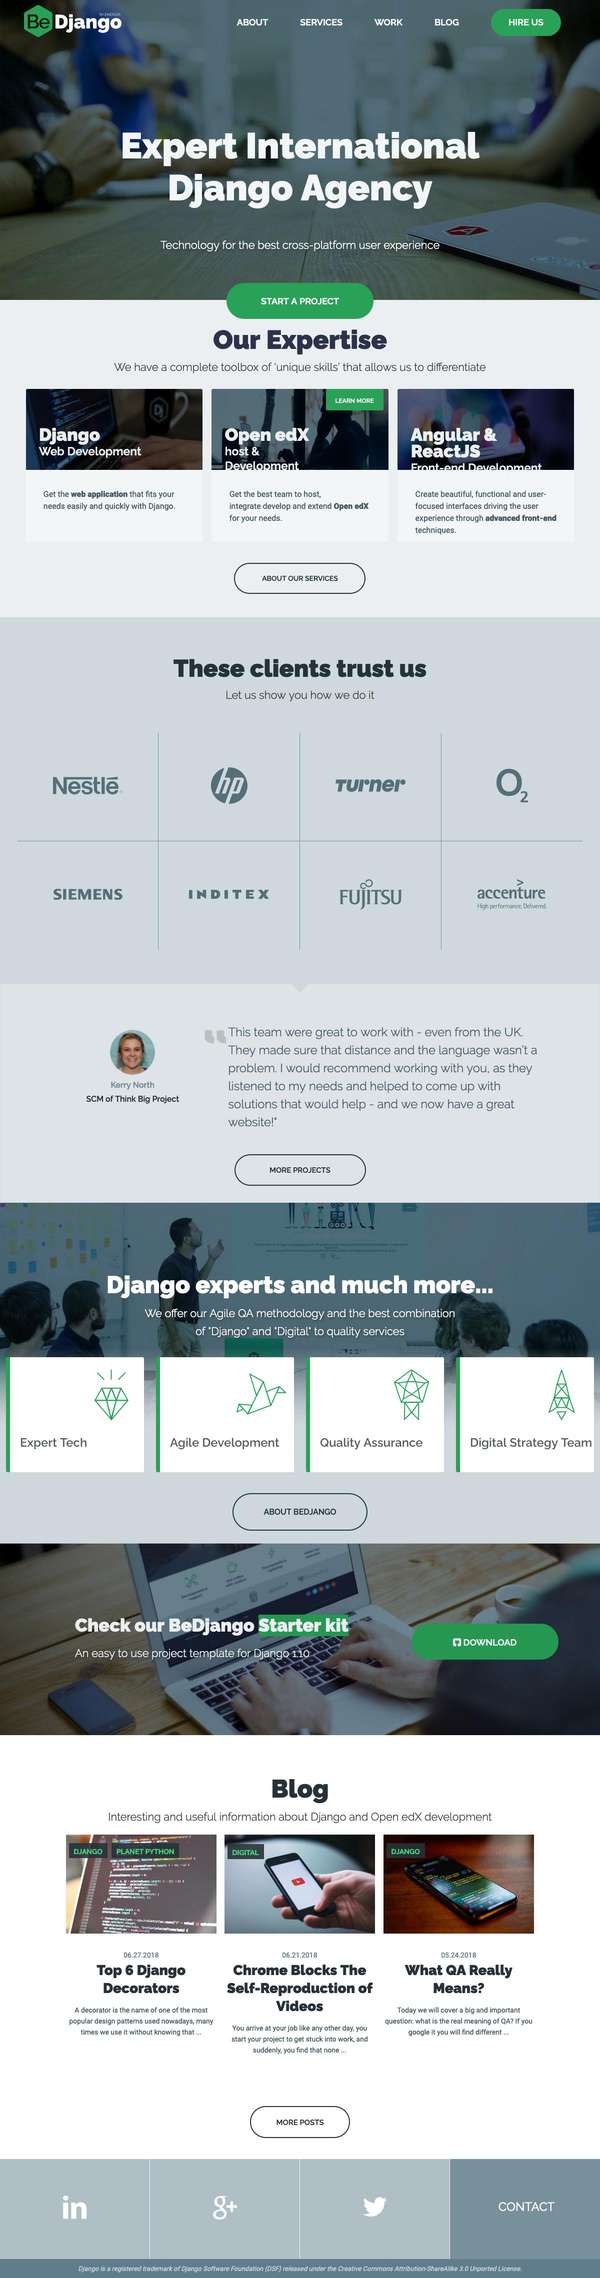 BeDjango
ABOUT
SERVICES
WORK
BLOG
HIRE US
Expert International
Django Agency
Technology for the best cross-platform user experience
START A PROJECT
Our Expertise
We have a complete toolbox of 'unique skills' that allows us to differentiate
Django
Web Development
Get the web application that fits your
needs easily and quickly with Django.
LEARN MORE
Open edX
host &
Development
Get the best team to host,
integrate develop and extend Open edX
for your needs.
Angular &
ReactJS
Front-end Development
Create beautiful, functional and user-
focused interfaces driving the user
experience through advanced front-end
techniques.
ABOUT OUR SERVICES
These clients trust us
Let us show you how we do it
Nestlé
hp
Turner
O2
SIEMENS
INDITEX
FUJITSU
accenture
High performance. Delivered.
Kerry North
SCM of Think Big Project
This team were great to work with - even from the UK.
They made sure that distance and the language wasn't a
problem. I would recommend working with you, as they
listened to my needs and helped to come up with
solutions that would help - and we now have a great
website!"
MORE PROJECTS
Django experts and much more...
We offer our Agile QA methodology and the best combination
of "Django" and "Digital" to quality services
Expert Tech
Agile Development
Quality Assurance
Digital Strategy Team
ABOUT BEDJANGO
Check our BeDjango Starter kit
An easy to use project template for Django 1.10
DOWNLOAD
Blog
Interesting and useful information about Django and Open edX development
DJANGO
PLANET PYTHON
06.27.2018
Top 6 Django
Decorators
A decorator is the name of one of the most
popular design patterns used nowadays, many
times we use it without knowing that ...
DIGITAL
06.21.2018
Chrome Blocks The
Self-Reproduction of
Videos
You arrive at your job like any other day, you
start your project to get stuck into work, and
suddenly, you find that none ...
DJANGO
05.24.2018
What QA Really
Means?
Today we will cover a big and important
question: what is the real meaning of QA? If you
google it you will find different ...
MORE POSTS
in
g+
CONTACT
Django is a registered trademark of Django Software Foundation (DSF) released under the Creative Commons Attribution-ShareAlike 3.0 Unported License.